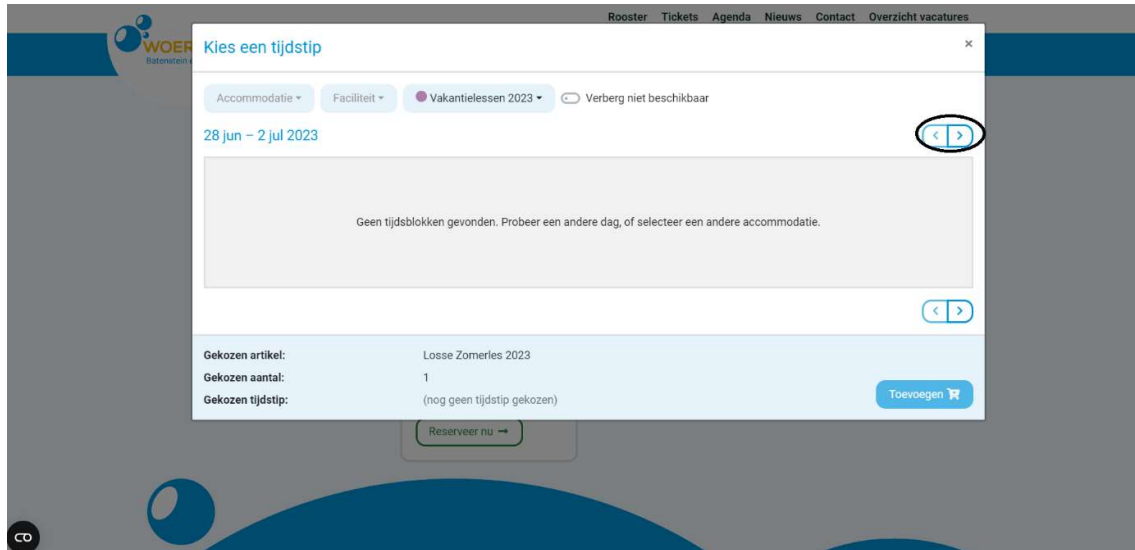 Rooster Tickets Agenda Nieuws Contact Overzicht vacatures
WOER
Batenstein
Kies een tijdstip
×
Accommodatie Faciliteit Vakantielessen 2023 Verberg niet beschikbaar
28 jun – 2 jul 2023
Geen tijdsblokken gevonden. Probeer een andere dag, of selecteer een andere accommodatie.
Gekozen artikel: Losse Zomerles 2023
Gekozen aantal: 1
Gekozen tijdstip: (nog geen tijdstip gekozen)
Toevoegen
Reserveer nu →